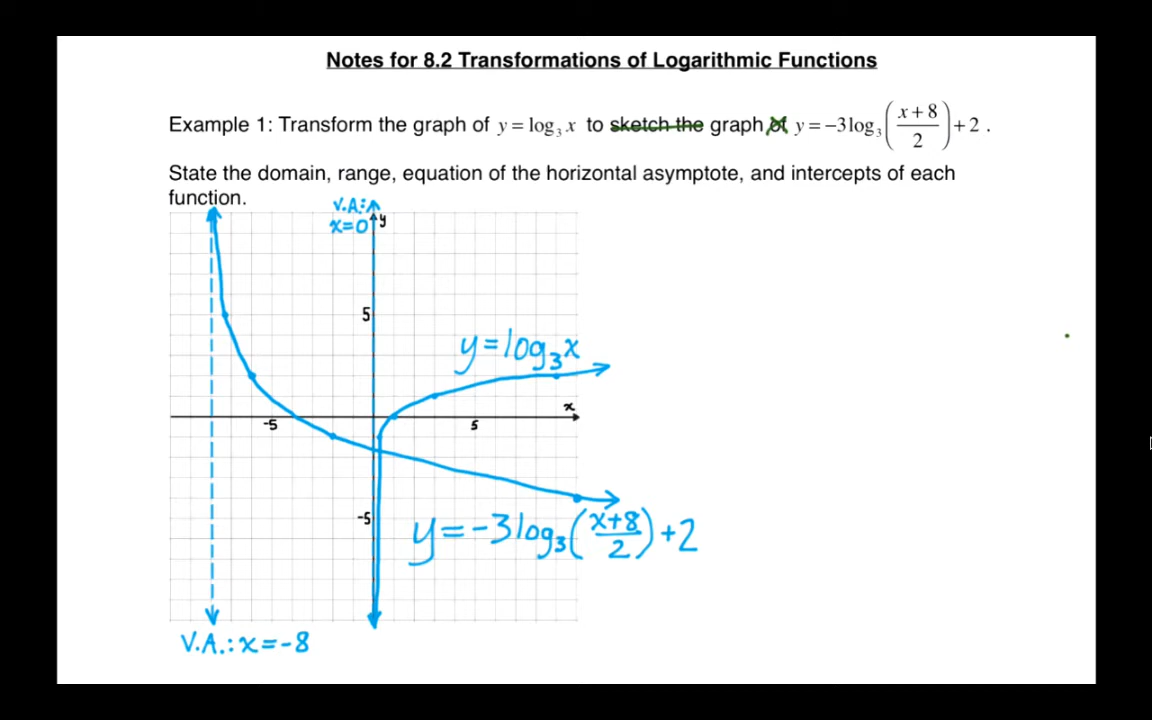 Notes for 8.2 Transformations of Logarithmic Functions
Example 1: Transform the graph of y = log₃ x to sketch the graph of y = −3 log₃ ((x + 8)/2) + 2 .
State the domain, range, equation of the horizontal asymptote, and intercepts of each
function.
V.A.:
x=0
y
5
y=log₃x
x
-5
5
-5
y=-3log₃((x+8)/2)+2
V.A.: x=-8